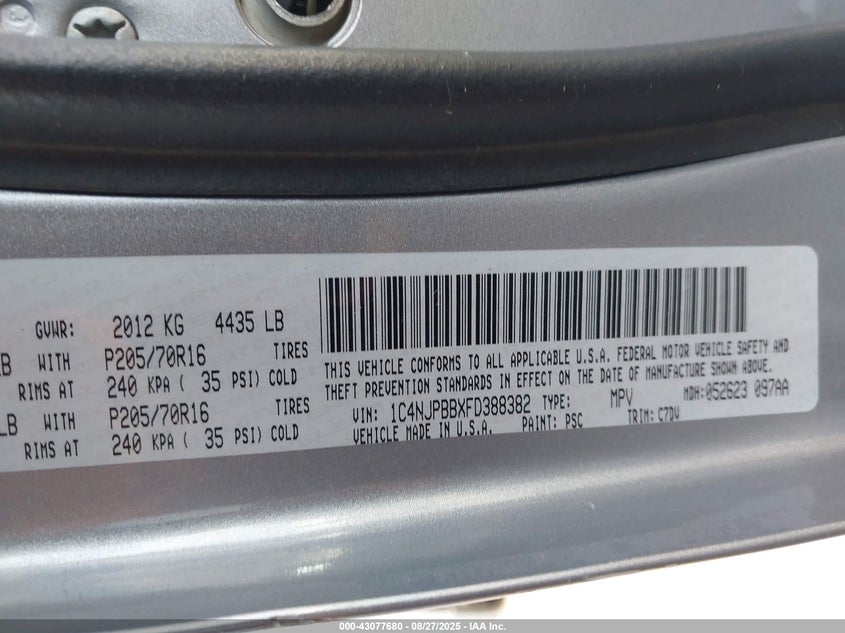 GVWR: 2012 KG 4435 LB
LB WITH P205/70R16 TIRES
RIMS AT 240 KPA ( 35 PSI) COLD
LB WITH P205/70R16 TIRES
RIMS AT 240 KPA ( 35 PSI) COLD
THIS VEHICLE CONFORMS TO ALL APPLICABLE U.S.A. FEDERAL MOTOR VEHICLE SAFETY AND
THEFT PREVENTION STANDARDS IN EFFECT ON THE DATE OF MANUFACTURE SHOWN ABOVE.
VIN: 1C4NJPBBXFD388382 TYPE: MPV MDH:052623 097AA
VEHICLE MADE IN U.S.A. PAINT: PSC TRIM: C7DV
000-43077680 - 08/27/2025 - IAA Inc.